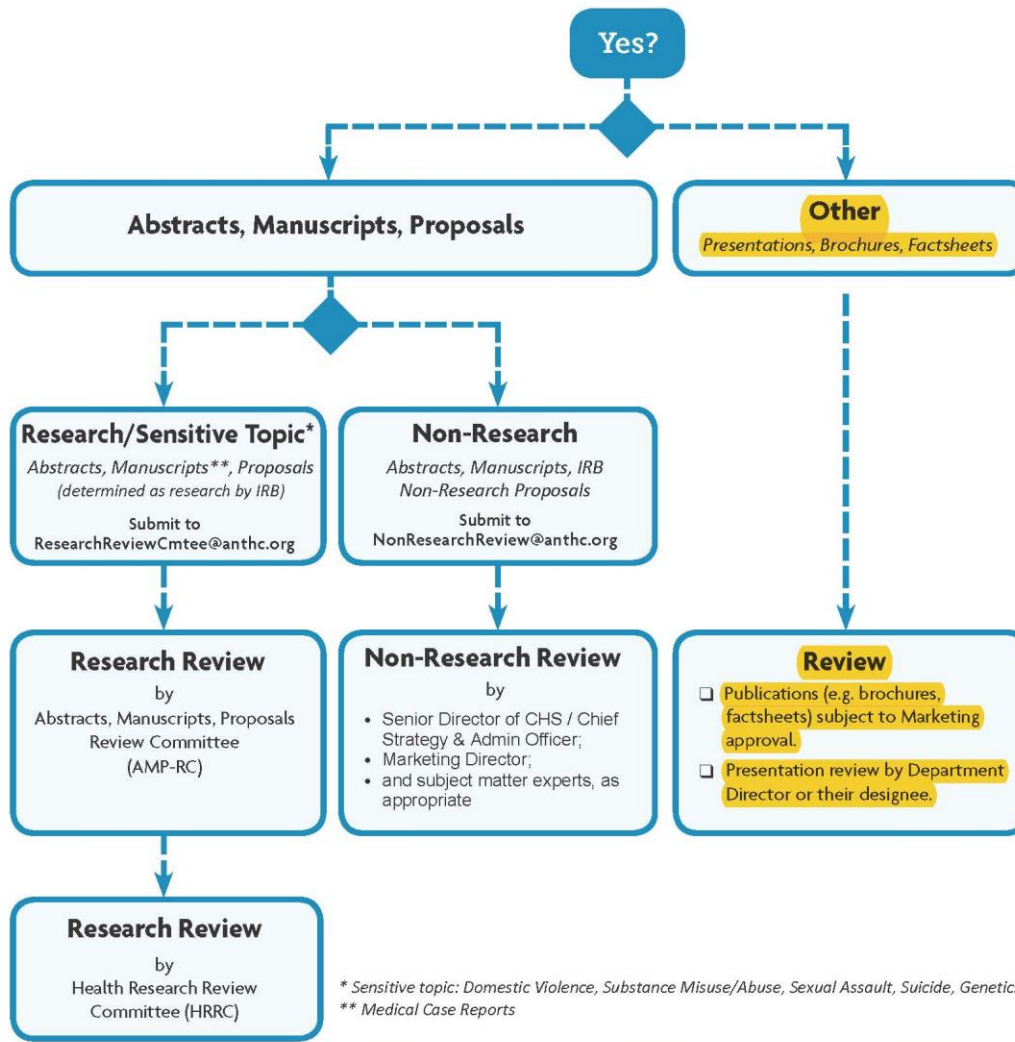 Yes?
Abstracts, Manuscripts, Proposals
Other
Presentations, Brochures, Factsheets
Research/Sensitive Topic*
Abstracts, Manuscripts**, Proposals
(determined as research by IRB)
Submit to
ResearchReviewCmtee@anthc.org
Non-Research
Abstracts, Manuscripts, IRB
Non-Research Proposals
Submit to
NonResearchReview@anthc.org
Research Review
by
Abstracts, Manuscripts, Proposals
Review Committee
(AMP-RC)
Non-Research Review
by
• Senior Director of CHS / Chief
Strategy & Admin Officer;
• Marketing Director;
• and subject matter experts, as
appropriate
Review
❑ Publications (e.g. brochures,
factsheets) subject to Marketing
approval.
❑ Presentation review by Department
Director or their designee.
Research Review
by
Health Research Review
Committee (HRRC)
* Sensitive topic: Domestic Violence, Substance Misuse/Abuse, Sexual Assault, Suicide, Genetic
** Medical Case Reports